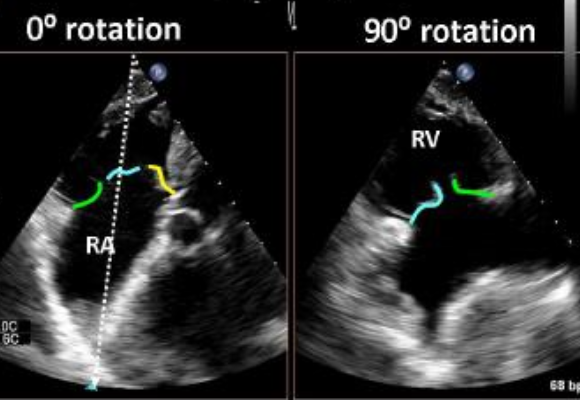 0º rotation
90º rotation
RV
RA
68 bp